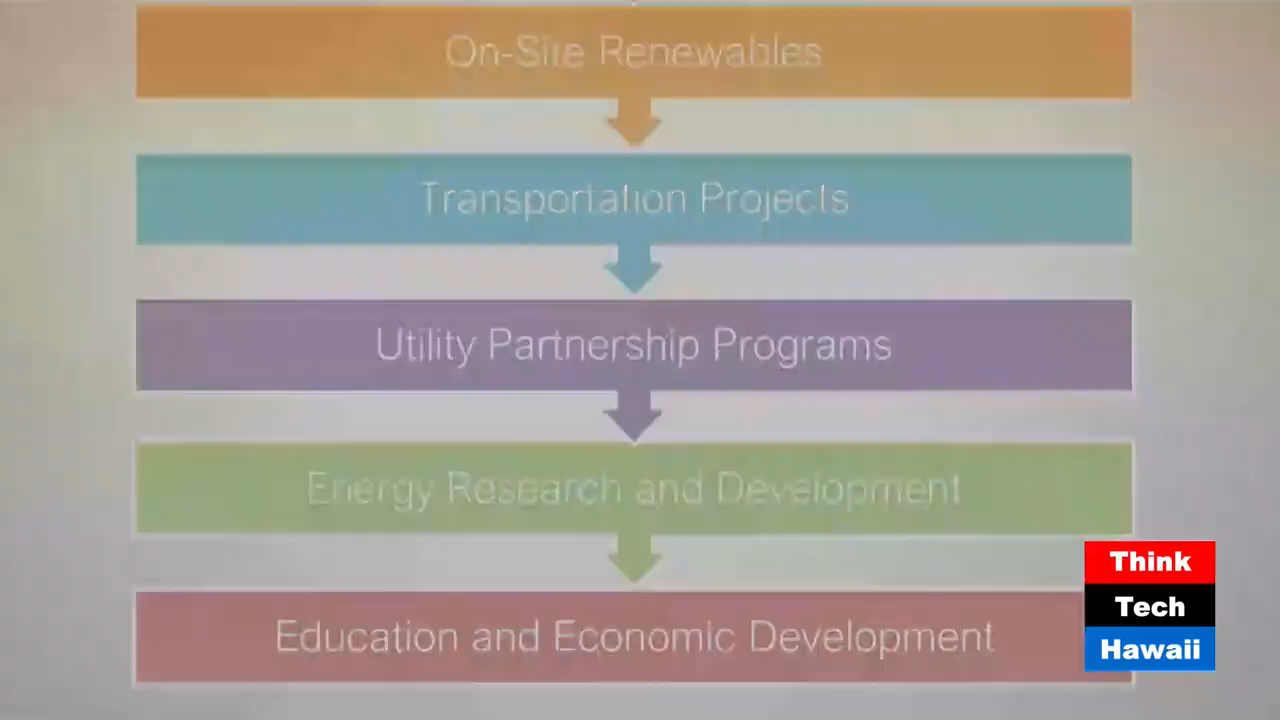 On-Site Renewables
Transportation Projects
Utility Partnership Programs
Energy Research and Development
Education and Economic Development
Think
Tech
Hawaii